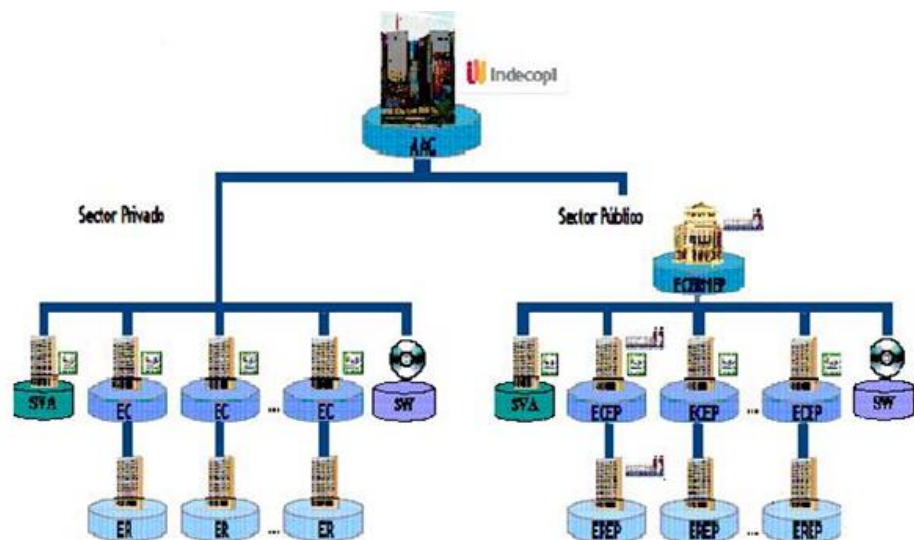 indecopi
AAC
Sector Privado
Sector Público
SVA
EC
EC
...
EC
SW
SVA
ECEP
ECEP
...
ECEP
SW
ER
ER
...
ER
EREP
EREP
...
EREP